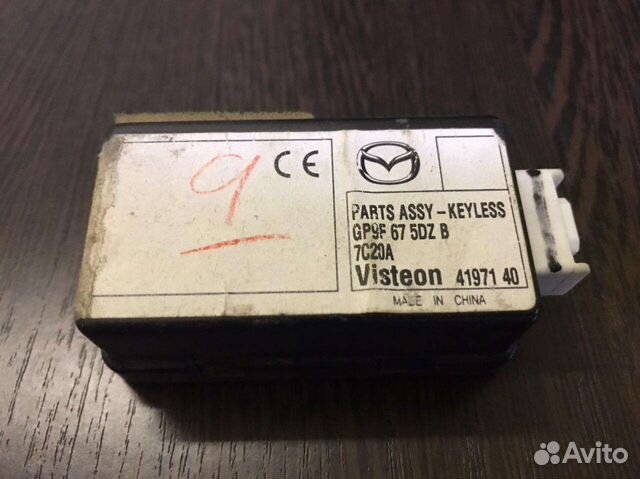 9
CE
PARTS ASSY-KEYLESS
GP9F 67 5DZ B
7C20A
Visteon 41971 40
MADE IN CHINA
Avito